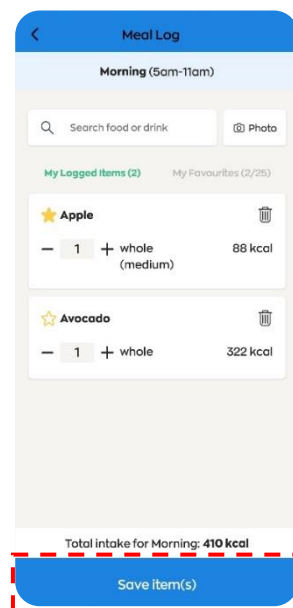 Meal Log
Morning (5am-11am)
Search food or drink
Photo
My Logged Items (2) My Favourites (2/25)
Apple
1 whole (medium)
88 kcal
Avocado
1 whole
322 kcal
Total intake for Morning: 410 kcal
Save item(s)